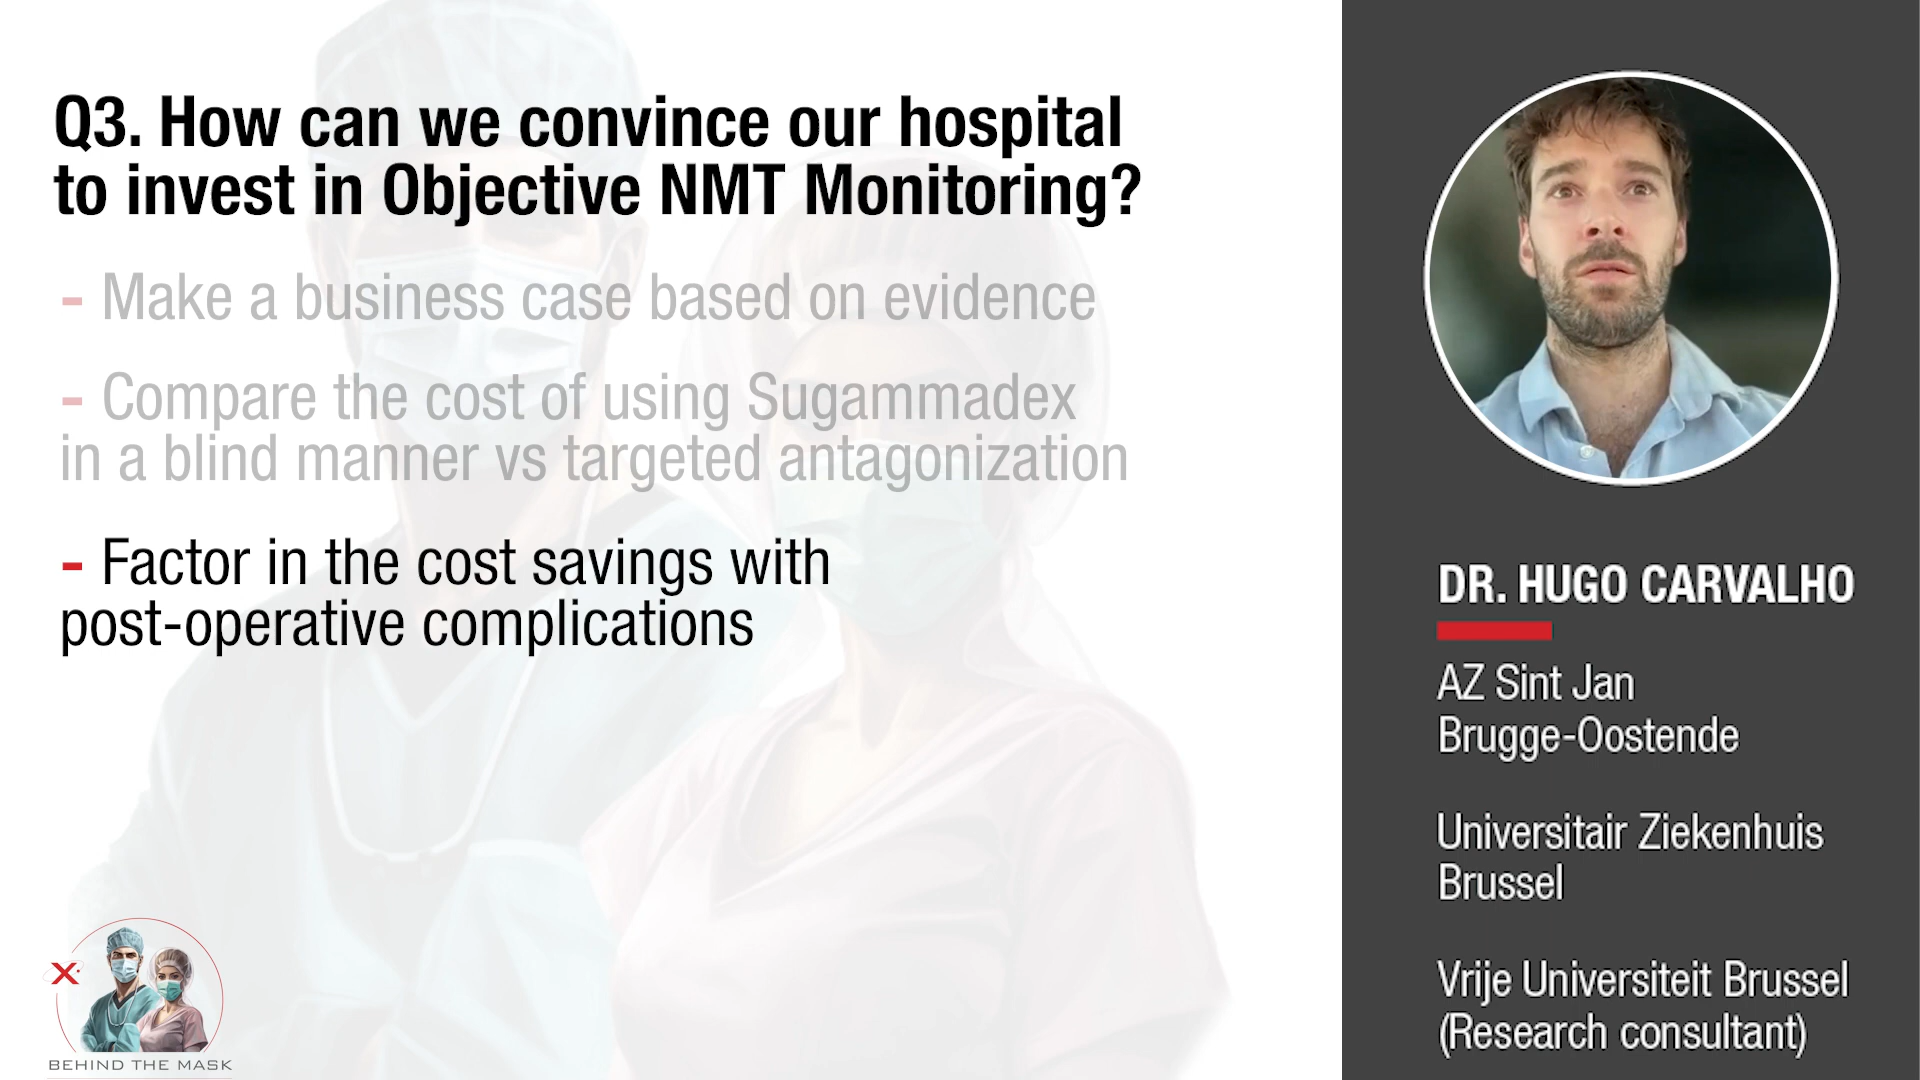 Q3. How can we convince our hospital
to invest in Objective NMT Monitoring?
- Make a business case based on evidence
- Compare the cost of using Sugammadex
in a blind manner vs targeted antagonization
- Factor in the cost savings with
post-operative complications
X
BEHIND THE MASK
DR. HUGO CARVALHO
AZ Sint Jan
Brugge-Oostende
Universitair Ziekenhuis
Brussel
Vrije Universiteit Brussel
(Research consultant)